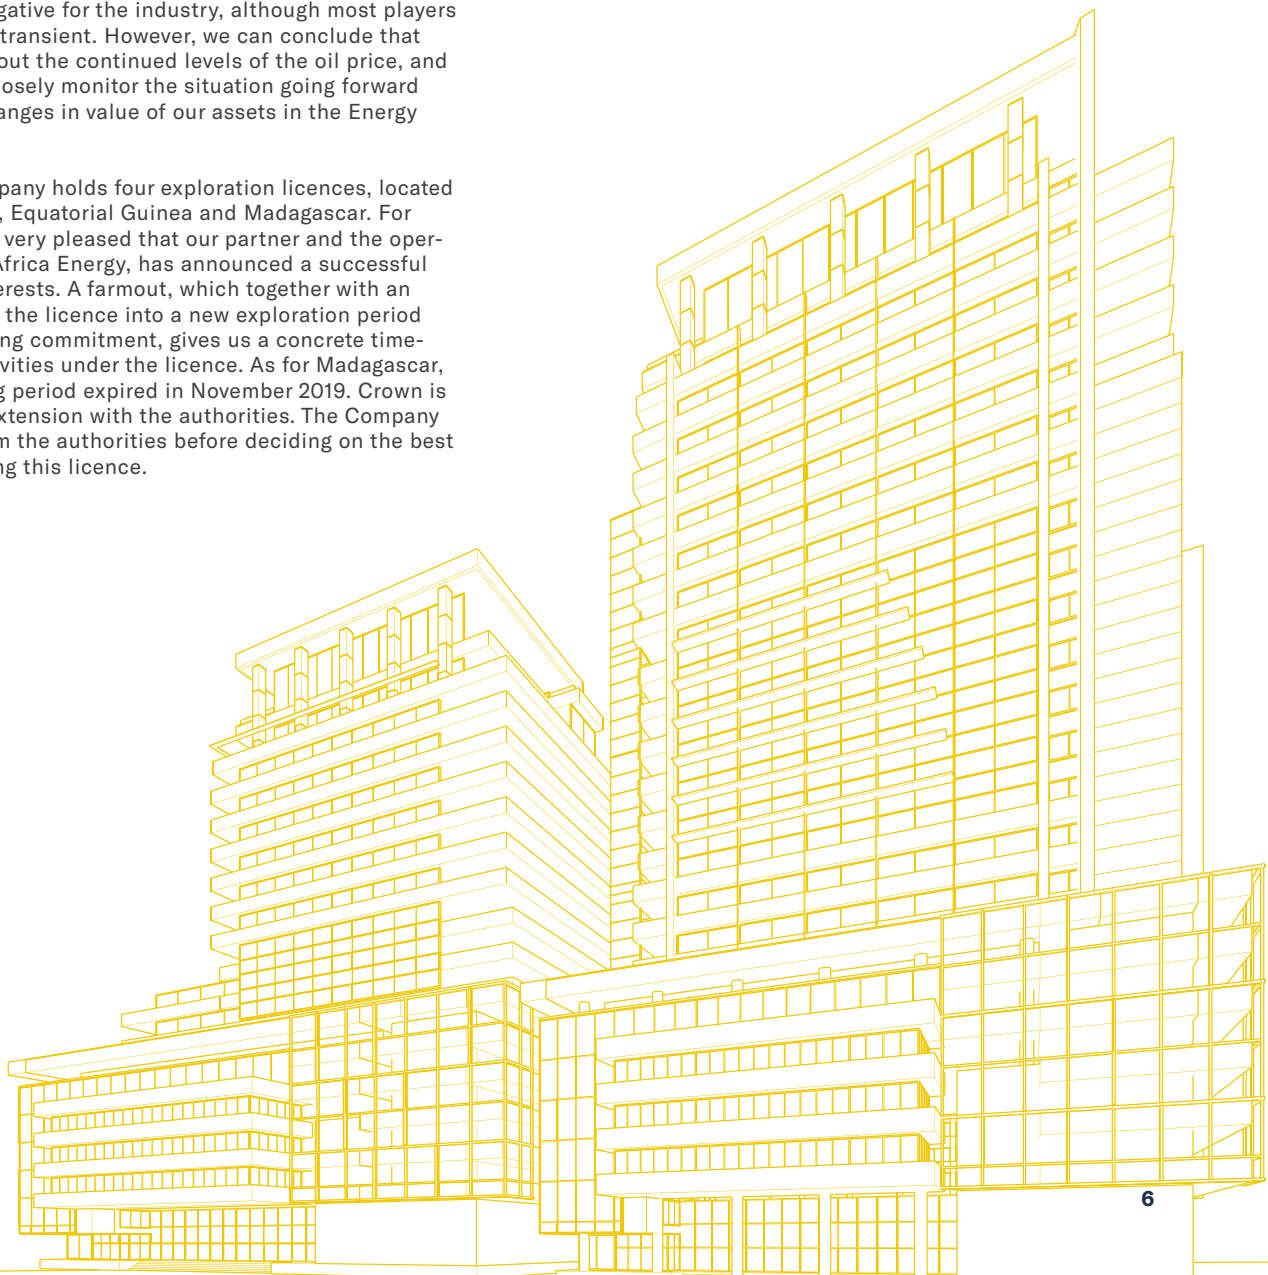 gative for the industry, although most players
transient. However, we can conclude that
out the continued levels of the oil price, and
osely monitor the situation going forward
anges in value of our assets in the Energy
pany holds four exploration licences, located
, Equatorial Guinea and Madagascar. For
very pleased that our partner and the oper-
Africa Energy, has announced a successful
erests. A farmout, which together with an
the licence into a new exploration period
ng commitment, gives us a concrete time-
vities under the licence. As for Madagascar,
g period expired in November 2019. Crown is
xtension with the authorities. The Company
m the authorities before deciding on the best
ng this licence.
6